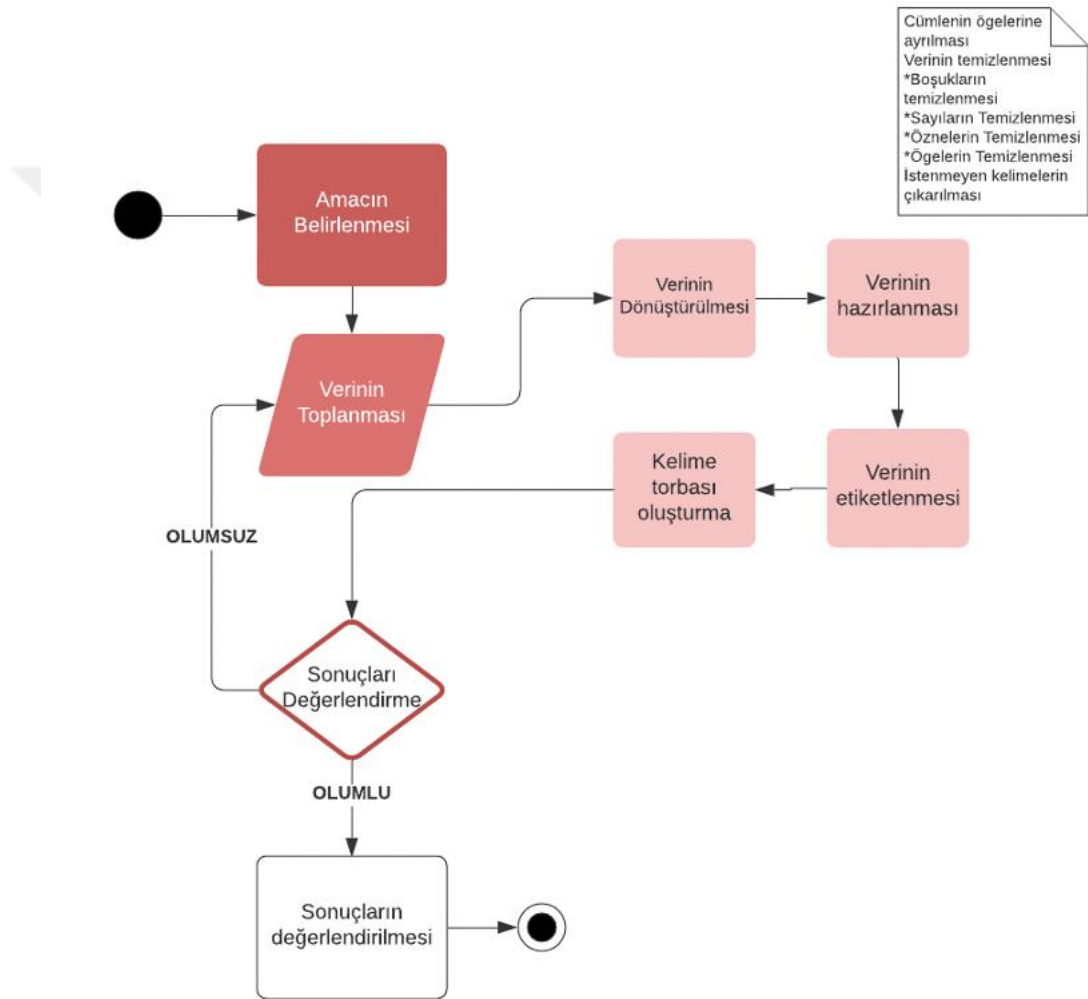 Cümlenin ögelerine
ayrılması
Verinin temizlenmesi
*Boşukların
temizlenmesi
*Sayıların Temizlenmesi
*Öznelerin Temizlenmesi
*Ögelerin Temizlenmesi
İstenmeyen kelimelerin
çıkarılması
Amacın
Belirlenmesi
Verinin
Toplanması
Verinin
Dönüştürülmesi
Verinin
hazırlanması
Verinin
etiketlenmesi
Kelime
torbası
oluşturma
OLUMSUZ
Sonuçları
Değerlendirme
OLUMLU
Sonuçların
değerlendirilmesi